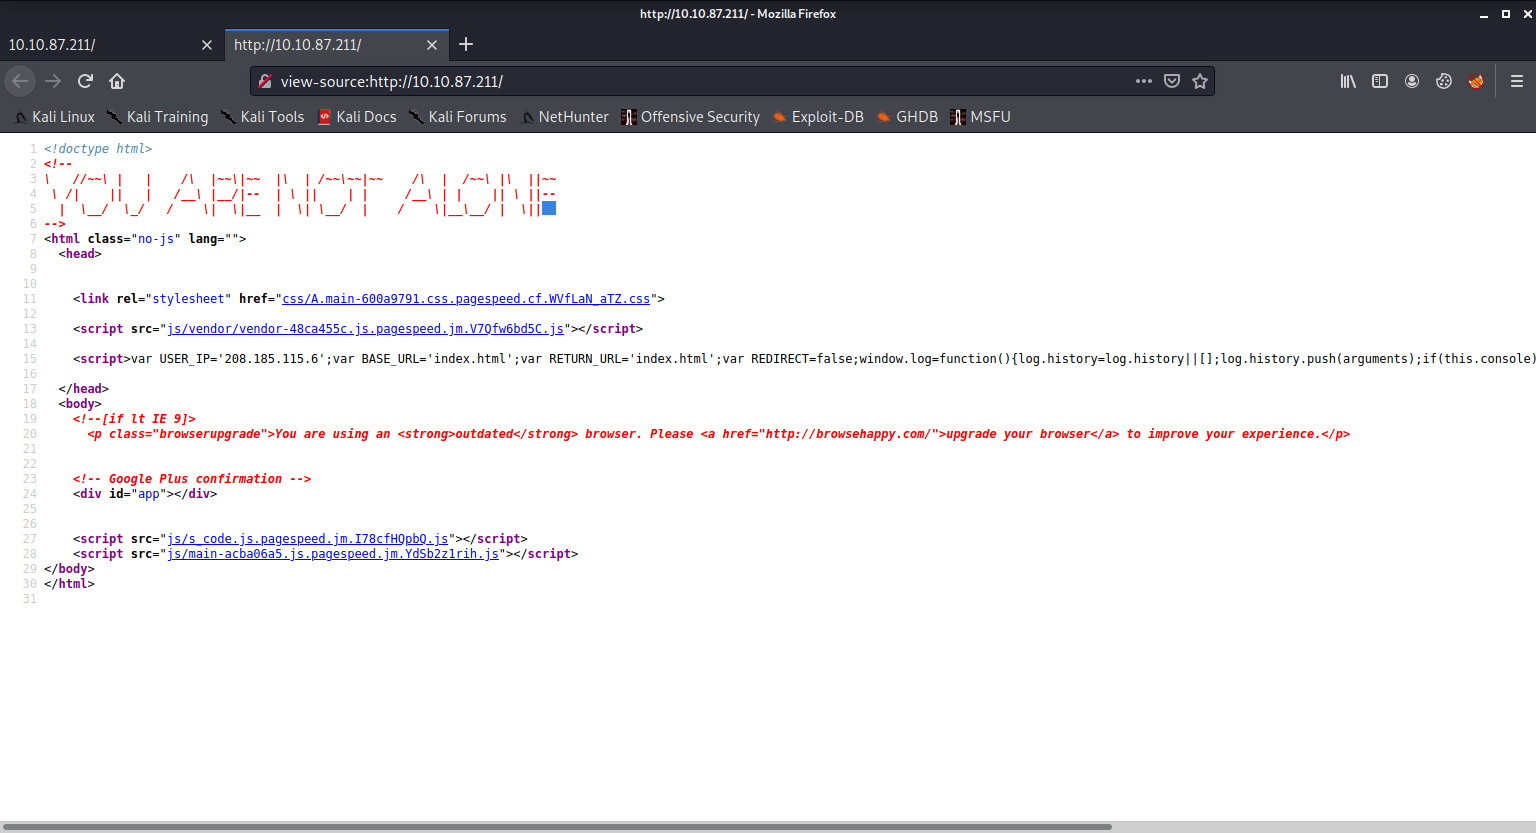 http://10.10.87.211/ - Mozilla Firefox
10.10.87.211/
http://10.10.87.211/
view-source:http://10.10.87.211/
Kali Linux Kali Training Kali Tools Kali Docs Kali Forums NetHunter Offensive Security Exploit-DB GHDB MSFU
1 <!doctype html>
2 <!--
3 \   //~~\ |   |    /\  |~~\|~~  |\  | /~~\~~|~~    /\  |  /~~\ |\  ||~~
4  \ /|    ||   |   /__\ |__/|--  | \ ||    | |     /__\ | |    || \ ||--
5   |  \__/  \_/   /    \|  \|__  |  \| \__/  |    /    \|__\__/ |  \||
6 -->
7 <html class="no-js" lang="">
8   <head>
9
10
11     <link rel="stylesheet" href="css/A.main-600a9791.css.pagespeed.cf.WVfLaN_aTZ.css">
12
13     <script src="js/vendor/vendor-48ca455c.js.pagespeed.jm.V7Qfw6bd5C.js"></script>
14
15     <script>var USER_IP='208.185.115.6';var BASE_URL='index.html';var RETURN_URL='index.html';var REDIRECT=false;window.log=function(){log.history=log.history||[];log.history.push(arguments);if(this.console)
16
17   </head>
18   <body>
19     <!--[if lt IE 9]>
20       <p class="browserupgrade">You are using an <strong>outdated</strong> browser. Please <a href="http://browsehappy.com/">upgrade your browser</a> to improve your experience.</p>
21
22
23     <!-- Google Plus confirmation -->
24     <div id="app"></div>
25
26
27     <script src="js/s_code.js.pagespeed.jm.I78cfHQpbQ.js"></script>
28     <script src="js/main-acba06a5.js.pagespeed.jm.YdSb2z1rih.js"></script>
29 </body>
30 </html>
31